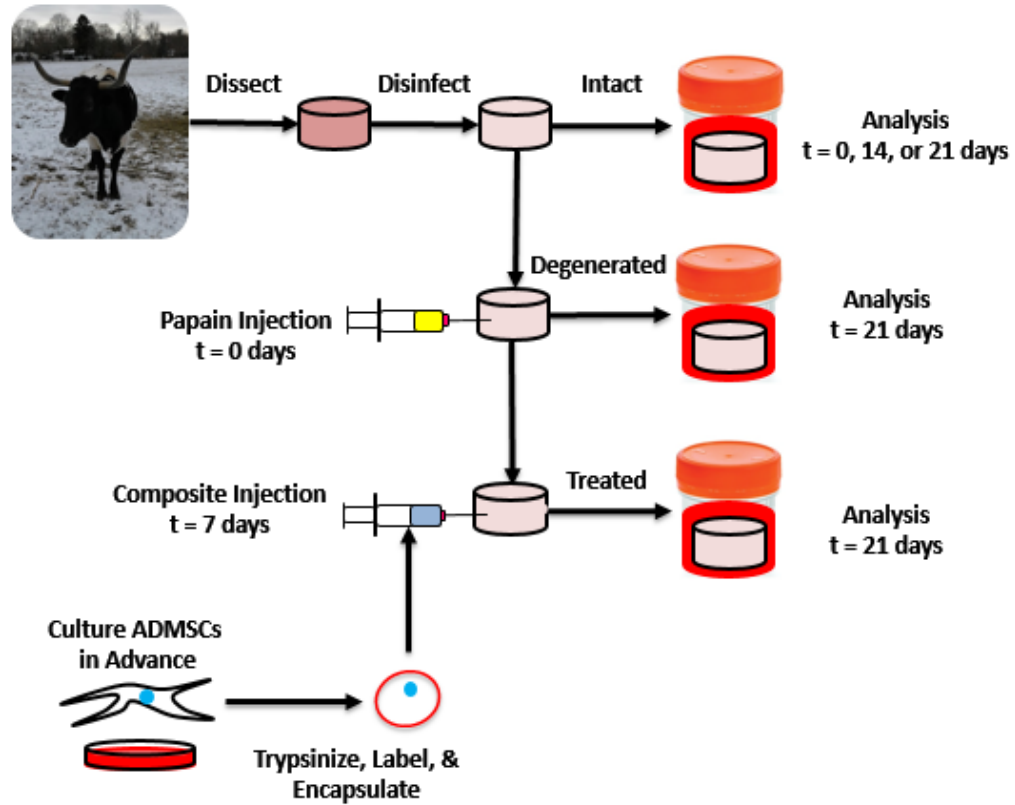 Dissect
Disinfect
Intact
Analysis
t = 0, 14, or 21 days
Degenerated
Papain Injection
t = 0 days
Analysis
t = 21 days
Treated
Composite Injection
t = 7 days
Analysis
t = 21 days
Culture ADMSCs
in Advance
Trypsinize, Label, &
Encapsulate